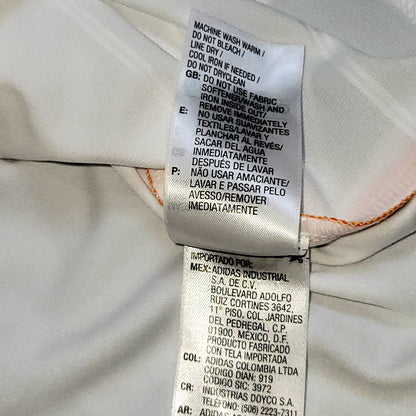 MACHINE WASH WARM /
DO NOT BLEACH /
LINE DRY /
COOL IRON IF NEEDED /
DO NOT DRYCLEAN
GB: DO NOT USE FABRIC
SOFTENER/WASH AND
IRON INSIDE OUT/
REMOVE IMMEDIATELY
E: NO USAR SUAVIZANTES
TEXTILES/LAVAR Y
PLANCHAR AL REVÉS/
SACAR DEL AGUA
DESPUÉS DE LAVAR
P: NÃO USAR AMACIANTE/
LAVAR E PASSAR PELO
AVESSO/REMOVER
IMEDIATAMENTE
IMPORTADO POR:
MEX: ADIDAS INDUSTRIAL
S.A. DE C.V.
BOULEVARD ADOLFO
RUIZ CORTINES 3642,
11° PISO, COL. JARDINES
DEL PEDREGAL, C.P.
01900, MÉXICO, D.F.
PRODUCTO FABRICADO
CON TELA IMPORTADA
COL: ADIDAS COLOMBIA LTDA
CODIGO DIAN: 919
CODIGO SIC: 3972
CR: INDUSTRIAS DOYCO S.A.
TELÉFONO: (506) 2223-7311
AR: ADIDAS